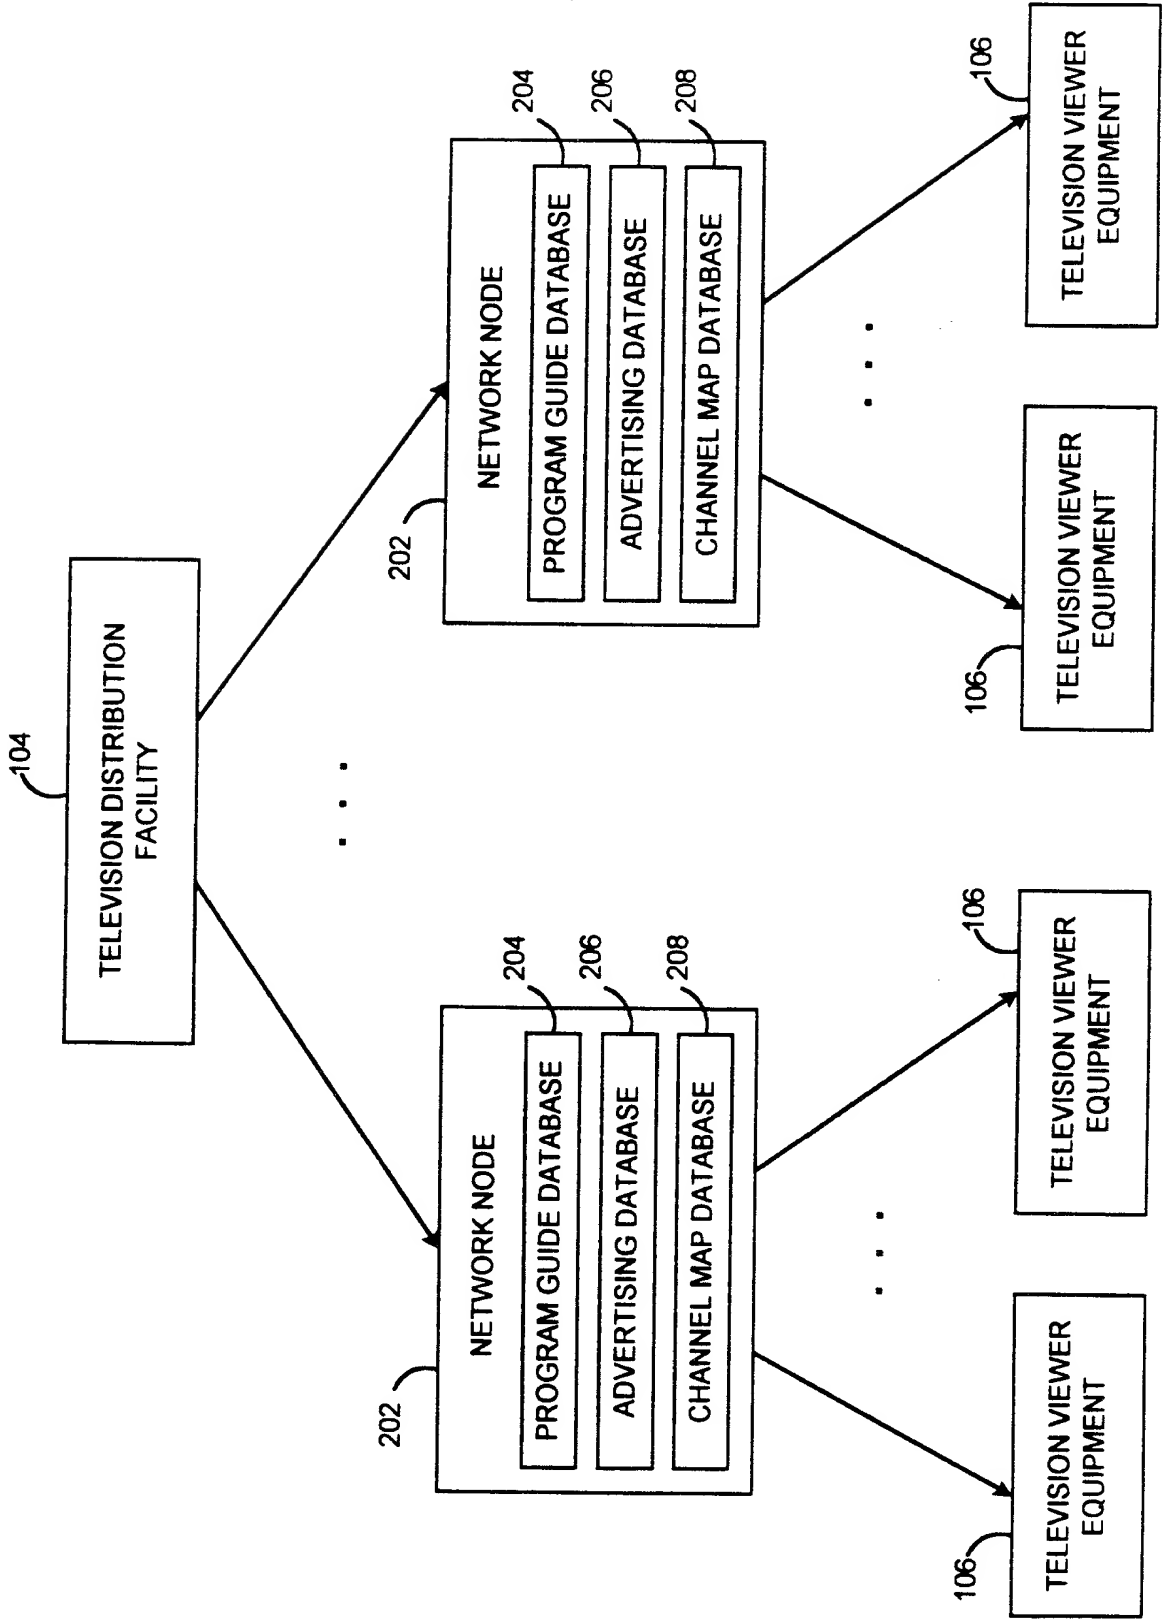 104
TELEVISION DISTRIBUTION
FACILITY
202
NETWORK NODE
PROGRAM GUIDE DATABASE
204
ADVERTISING DATABASE
206
CHANNEL MAP DATABASE
208
202
NETWORK NODE
PROGRAM GUIDE DATABASE
204
ADVERTISING DATABASE
206
CHANNEL MAP DATABASE
208
106
TELEVISION VIEWER
EQUIPMENT
106
TELEVISION VIEWER
EQUIPMENT
106
TELEVISION VIEWER
EQUIPMENT
106
TELEVISION VIEWER
EQUIPMENT